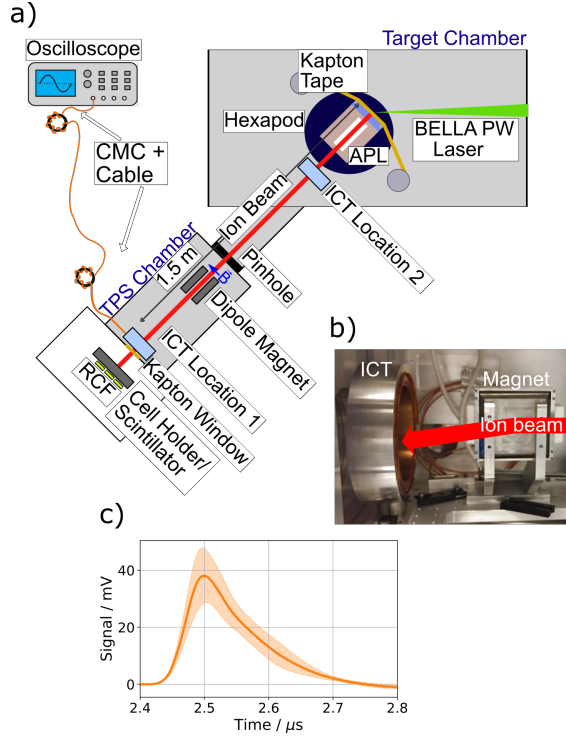 a)
Oscilloscope
CMC +
Cable
Target Chamber
Kapton
Tape
Hexapod
BELLA PW
Laser
APL
ICT Location 2
Ion Beam
Pinhole
TPS Chamber
1.5 m
B
Dipole Magnet
ICT Location 1
Kapton Window
Cell Holder/
Scintillator
RCF
b)
ICT
Magnet
Ion beam
c)
Signal / mV
40
20
0
2.4
2.5
2.6
2.7
2.8
Time / μs